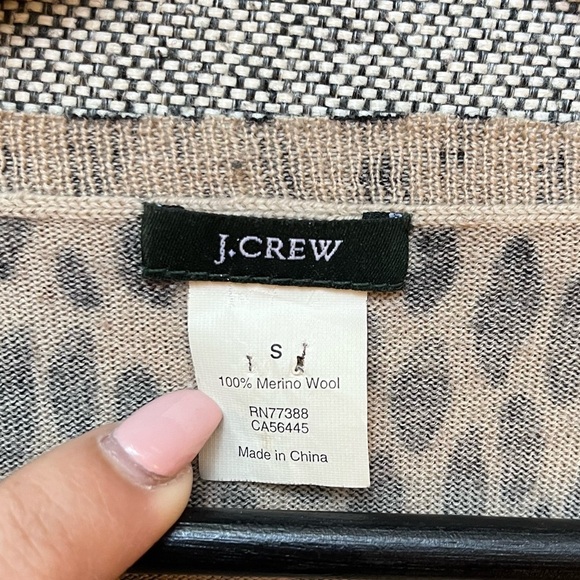 J.CREW
S
100% Merino Wool
RN77388
CA56445
Made in China